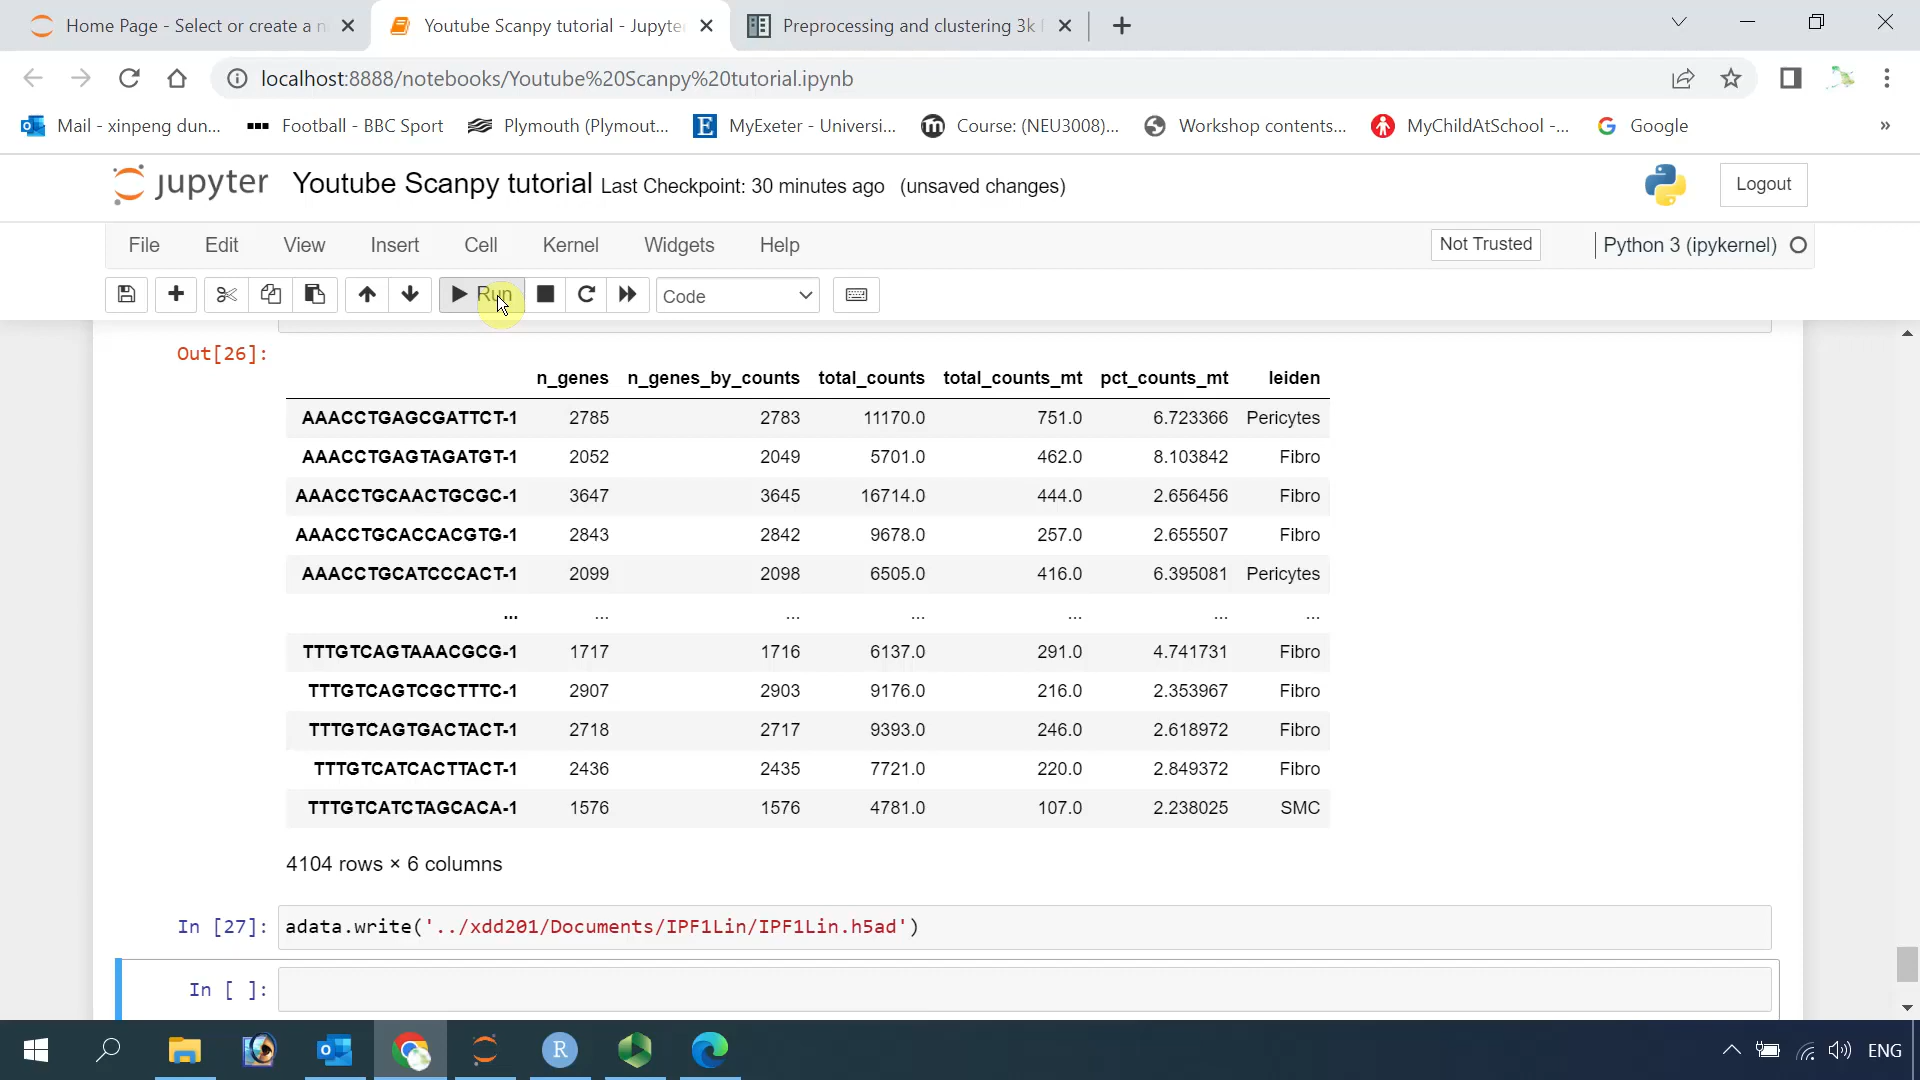 Home Page - Select or create a n
Youtube Scanpy tutorial - Jupyte
Preprocessing and clustering 3k
localhost:8888/notebooks/Youtube%20Scanpy%20tutorial.ipynb
Mail - xinpeng dun...
Football - BBC Sport
Plymouth (Plymout...
MyExeter - Universi...
Course: (NEU3008)...
Workshop contents...
MyChildAtSchool -...
Google
»
jupyter Youtube Scanpy tutorial Last Checkpoint: 30 minutes ago (unsaved changes)
Logout
File Edit View Insert Cell Kernel Widgets Help
Not Trusted
Python 3 (ipykernel)
Run
Code
Out[26]:
n_genes n_genes_by_counts total_counts total_counts_mt pct_counts_mt leiden
AAACCTGAGCGATTCT-1 2785 2783 11170.0 751.0 6.723366 Pericytes
AAACCTGAGTAGATGT-1 2052 2049 5701.0 462.0 8.103842 Fibro
AAACCTGCAACTGCGC-1 3647 3645 16714.0 444.0 2.656456 Fibro
AAACCTGCACCACGTG-1 2843 2842 9678.0 257.0 2.655507 Fibro
AAACCTGCATCCCACT-1 2099 2098 6505.0 416.0 6.395081 Pericytes
... ... ... ... ... ... ...
TTTGTCAGTAAACGCG-1 1717 1716 6137.0 291.0 4.741731 Fibro
TTTGTCAGTCGCTTTC-1 2907 2903 9176.0 216.0 2.353967 Fibro
TTTGTCAGTGACTACT-1 2718 2717 9393.0 246.0 2.618972 Fibro
TTTGTCATCACTTACT-1 2436 2435 7721.0 220.0 2.849372 Fibro
TTTGTCATCTAGCACA-1 1576 1576 4781.0 107.0 2.238025 SMC
4104 rows × 6 columns
In [27]: adata.write('../xdd201/Documents/IPF1Lin/IPF1Lin.h5ad')
In [ ]:
ENG